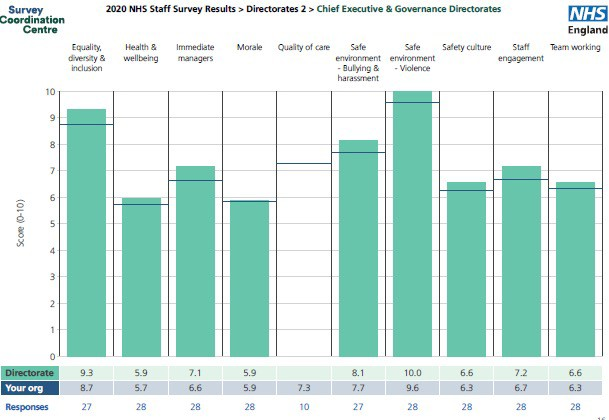 Survey
Coordination
Centre
2020 NHS Staff Survey Results > Directorates 2 > Chief Executive & Governance Directorates
NHS
England
Equality,
diversity &
inclusion
Health &
wellbeing
Immediate
managers
Morale
Quality of care
Safe
environment
- Bullying &
harassment
Safe
environment
- Violence
Safety culture
Staff
engagement
Team working
Score (0-10)
10
9
8
7
6
5
4
3
2
1
0
Directorate 9.3 5.9 7.1 5.9 8.1 10.0 6.6 7.2 6.6
Your org 8.7 5.7 6.6 5.9 7.3 7.7 9.6 6.3 6.7 6.3
Responses 27 28 28 28 10 27 28 28 28 28